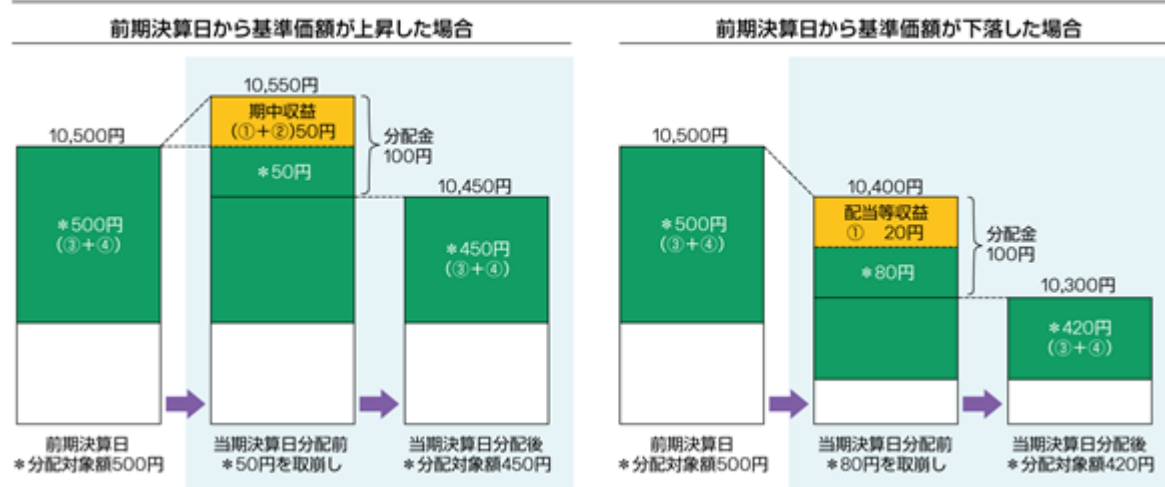 前期決算日から基準価額が上昇した場合
10,500円
＊500円
(③＋④)
10,550円
期中収益
(①＋②)50円
＊50円
分配金
100円
10,450円
＊450円
(③＋④)
前期決算日
＊分配対象額500円
当期決算日分配前
＊50円を取崩し
当期決算日分配後
＊分配対象額450円
前期決算日から基準価額が下落した場合
10,500円
＊500円
(③＋④)
10,400円
配当等収益
① 20円
＊80円
分配金
100円
10,300円
＊420円
(③＋④)
前期決算日
＊分配対象額500円
当期決算日分配前
＊80円を取崩し
当期決算日分配後
＊分配対象額420円